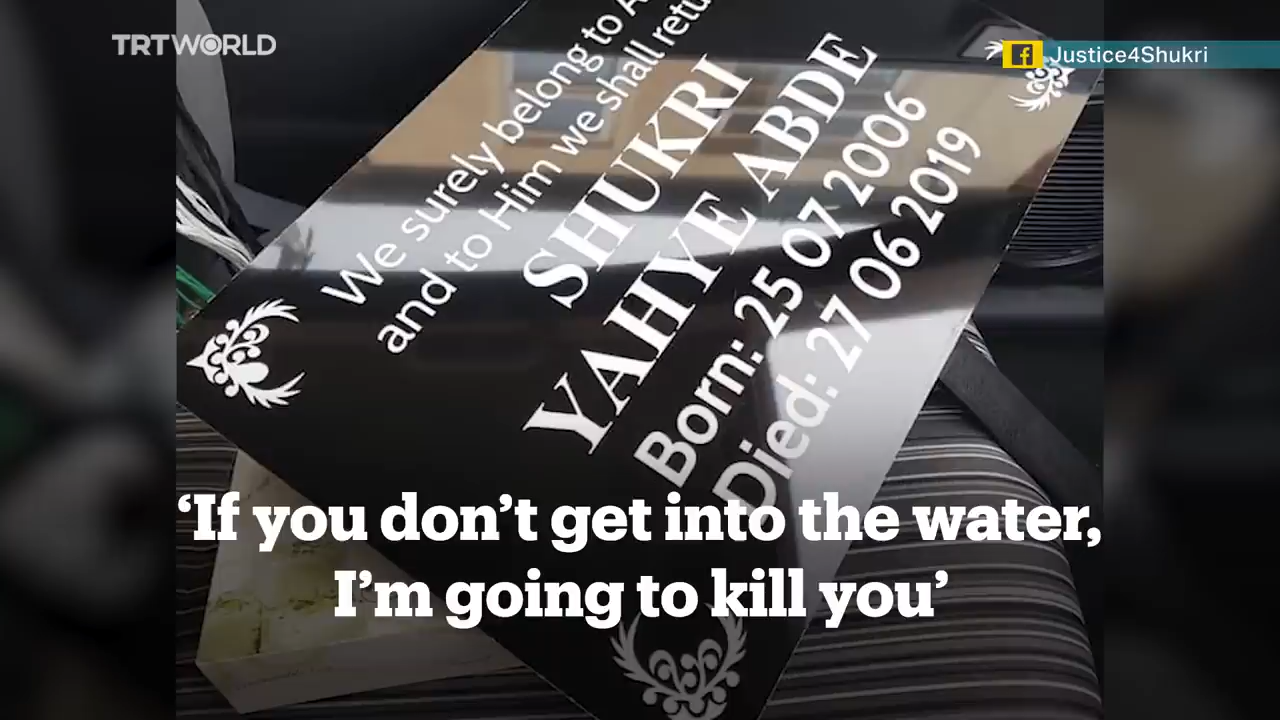 TRTWORLD
Justice4Shukri
We surely belong to A
and to Him we shall retu
SHUKRI
YAHYE ABDE
Born: 25 07 2006
Died: 27 06 2019
‘If you don’t get into the water,
I’m going to kill you’